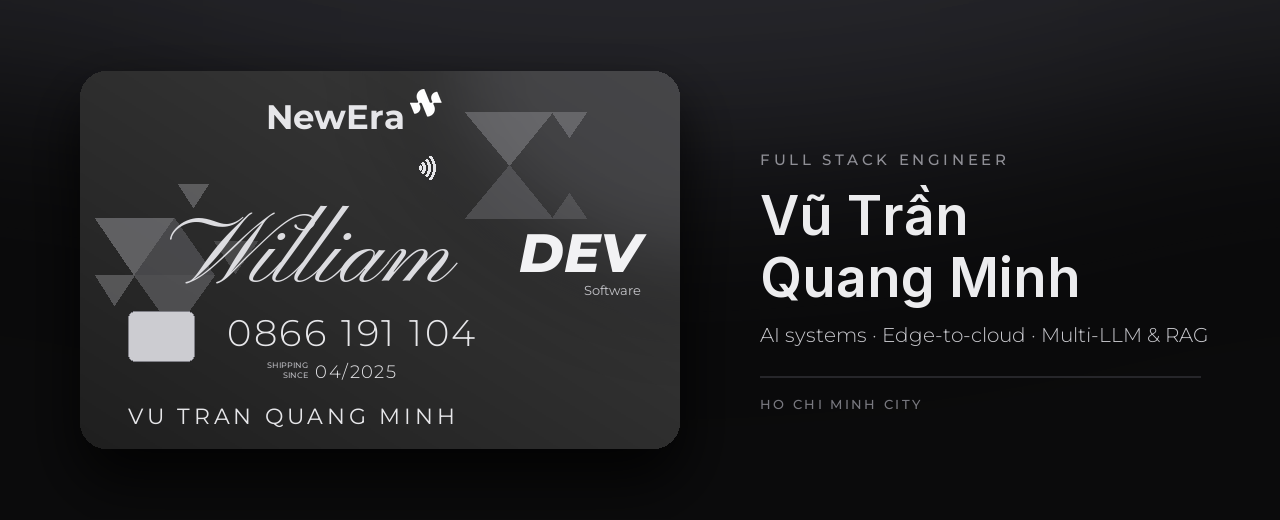 NewEra
William
DEV
Software
0866 191 104
SHIPPING
SINCE 04/2025
VU TRAN QUANG MINH
FULL STACK ENGINEER
Vũ Trần
Quang Minh
AI systems · Edge-to-cloud · Multi-LLM & RAG
HO CHI MINH CITY